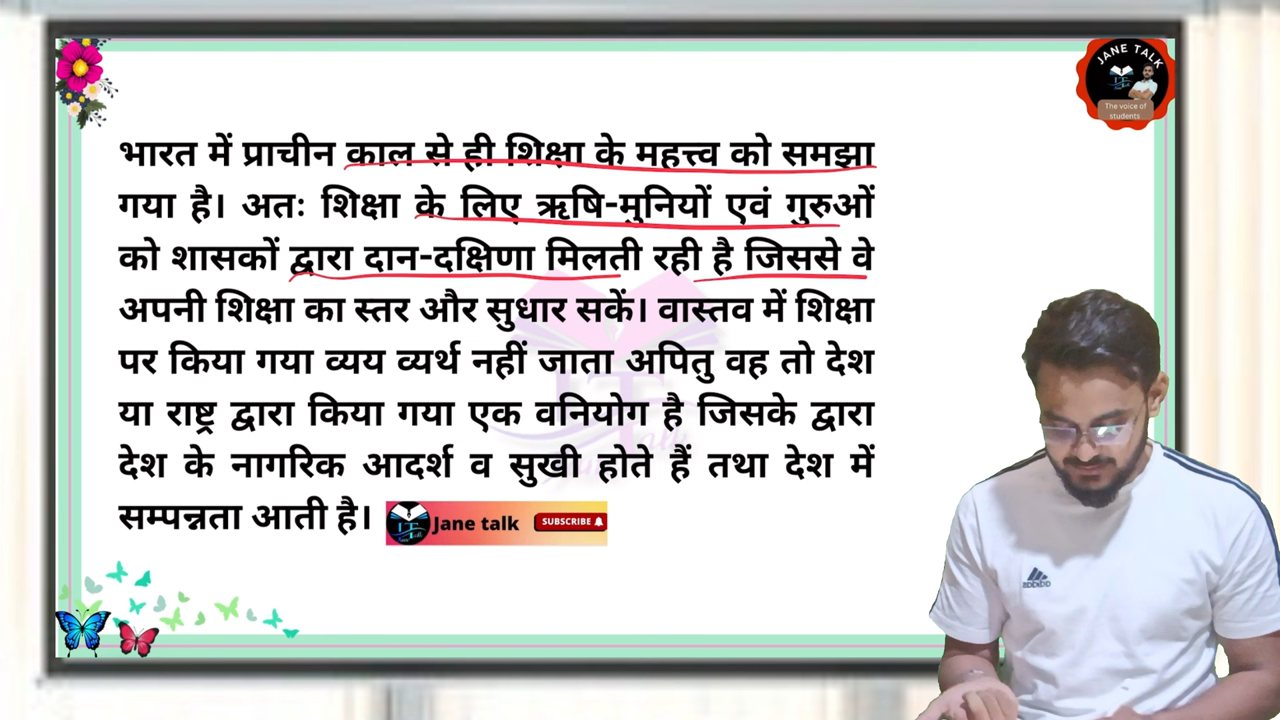 JANE TALK
The voice of
students
भारत में प्राचीन काल से ही शिक्षा के महत्त्व को समझा
गया है। अतः शिक्षा के लिए ऋषि-मुनियों एवं गुरुओं
को शासकों द्वारा दान-दक्षिणा मिलती रही है जिससे वे
अपनी शिक्षा का स्तर और सुधार सकें। वास्तव में शिक्षा
पर किया गया व्यय व्यर्थ नहीं जाता अपितु वह तो देश
या राष्ट्र द्वारा किया गया एक वनियोग है जिसके द्वारा
देश के नागरिक आदर्श व सुखी होते हैं तथा देश में
सम्पन्नता आती है।
Jane talk SUBSCRIBE
adidas